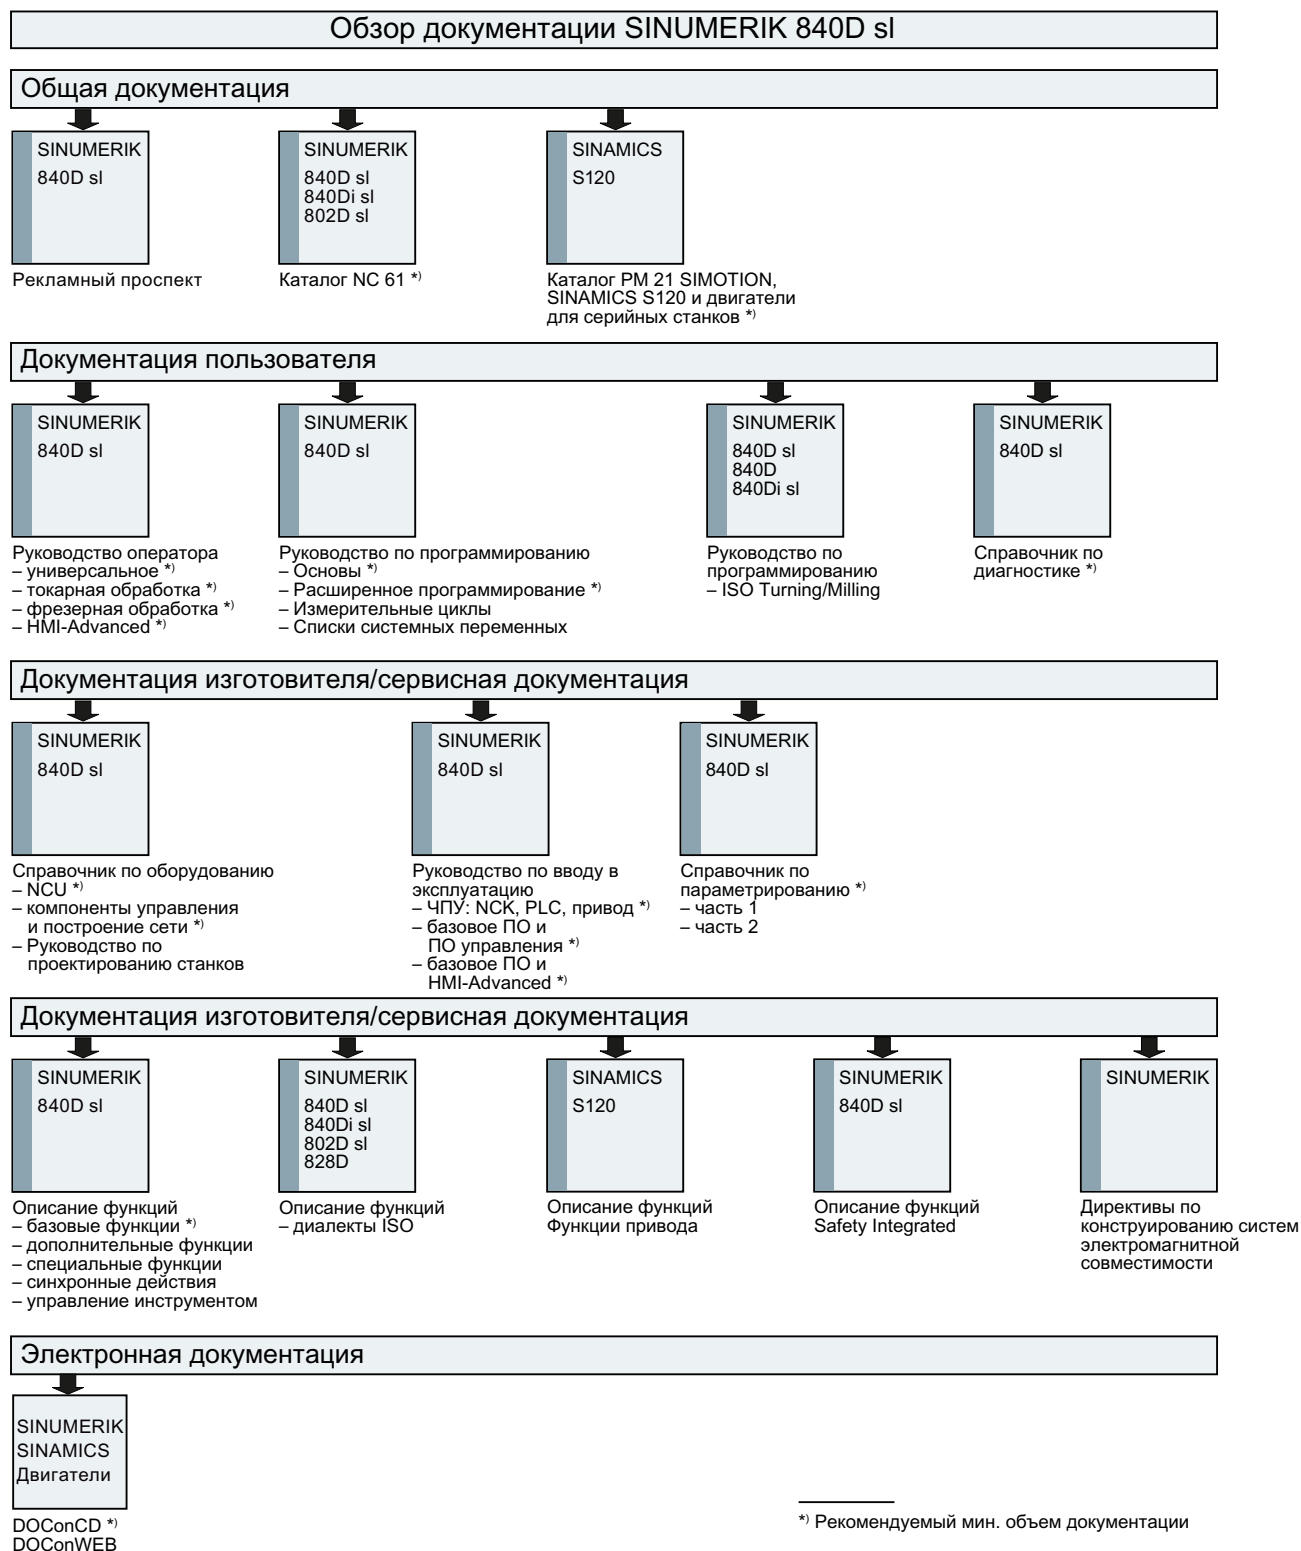 Обзор документации SINUMERIK 840D sl
Общая документация
SINUMERIK
840D sl
Рекламный проспект
SINUMERIK
840D sl
840Di sl
802D sl
Каталог NC 61 *)
SINAMICS
S120
Каталог PM 21 SIMOTION,
SINAMICS S120 и двигатели
для серийных станков *)
Документация пользователя
SINUMERIK
840D sl
Руководство оператора
– универсальное *)
– токарная обработка *)
– фрезерная обработка *)
– HMI-Advanced *)
SINUMERIK
840D sl
Руководство по программированию
– Основы *)
– Расширенное программирование *)
– Измерительные циклы
– Списки системных переменных
SINUMERIK
840D sl
840D
840Di sl
Руководство по
программированию
– ISO Turning/Milling
SINUMERIK
840D sl
Справочник по
диагностике *)
Документация изготовителя/сервисная документация
SINUMERIK
840D sl
Справочник по оборудованию
– NCU *)
– компоненты управления
и построение сети *)
– Руководство по
проектированию станков
SINUMERIK
840D sl
Руководство по вводу в
эксплуатацию
– ЧПУ: NCK, PLC, привод *)
– базовое ПО и
ПО управления *)
– базовое ПО и
HMI-Advanced *)
SINUMERIK
840D sl
Справочник по
параметрированию *)
– часть 1
– часть 2
Документация изготовителя/сервисная документация
SINUMERIK
840D sl
Описание функций
– базовые функции *)
– дополнительные функции
– специальные функции
– синхронные действия
– управление инструментом
SINUMERIK
840D sl
840Di sl
802D sl
828D
Описание функций
– диалекты ISO
SINAMICS
S120
Описание функций
Функции привода
SINUMERIK
840D sl
Описание функций
Safety Integrated
SINUMERIK
Директивы по
конструированию систем
электромагнитной
совместимости
Электронная документация
SINUMERIK
SINAMICS
Двигатели
DOConCD *)
DOConWEB
*) Рекомендуемый мин. объем документации